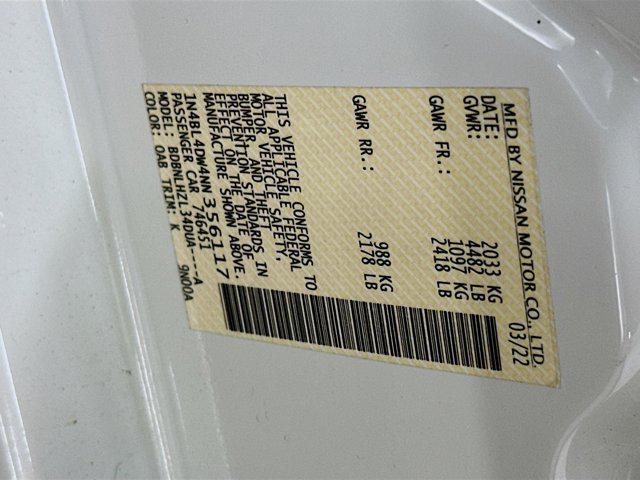 MFD BY NISSAN MOTOR CO., LTD.
DATE: 03/22
GVWR: 2033 KG
4482 LB
GAWR FR.: 1097 KG
2418 LB
GAWR RR.: 988 KG
2178 LB
THIS VEHICLE CONFORMS TO
ALL APPLICABLE FEDERAL
MOTOR VEHICLE SAFETY,
BUMPER, AND THEFT
PREVENTION STANDARDS IN
EFFECT ON THE DATE OF
MANUFACTURE SHOWN ABOVE.
1N4BL4DW4NN356117
PASSENGER CAR 746451
MODEL: BDBNLHZL34DUA----A
COLOR: QAB TRIM: K 9N00A